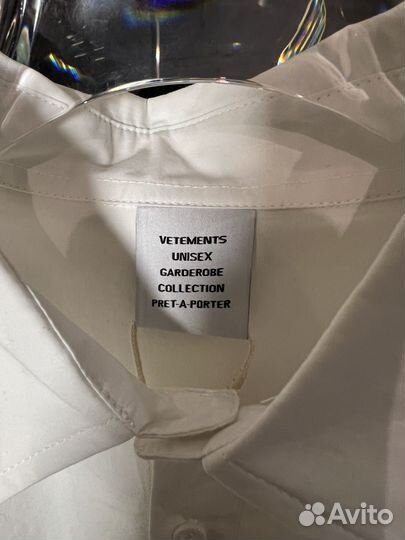 VETEMENTS
UNISEX
GARDEROBE
COLLECTION
PRET-A-PORTER
Avito